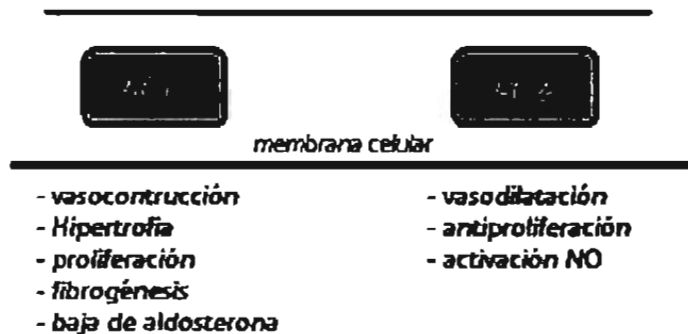 membrana celular
- vasocontrucción
- Hipertrofia
- proliferación
- fibrogénesis
- baja de aldosterona
- vasodilatación
- antiproliferación
- activación NO